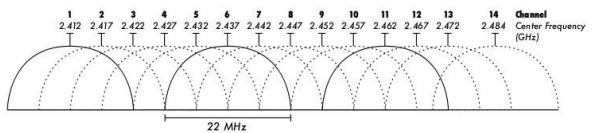 1 2 3 4 5 6 7 8 9 10 11 12 13 14 Channel
2.412 2.417 2.422 2.427 2.432 2.437 2.442 2.447 2.452 2.457 2.462 2.467 2.472 2.484 Center Frequency
(GHz)
22 MHz